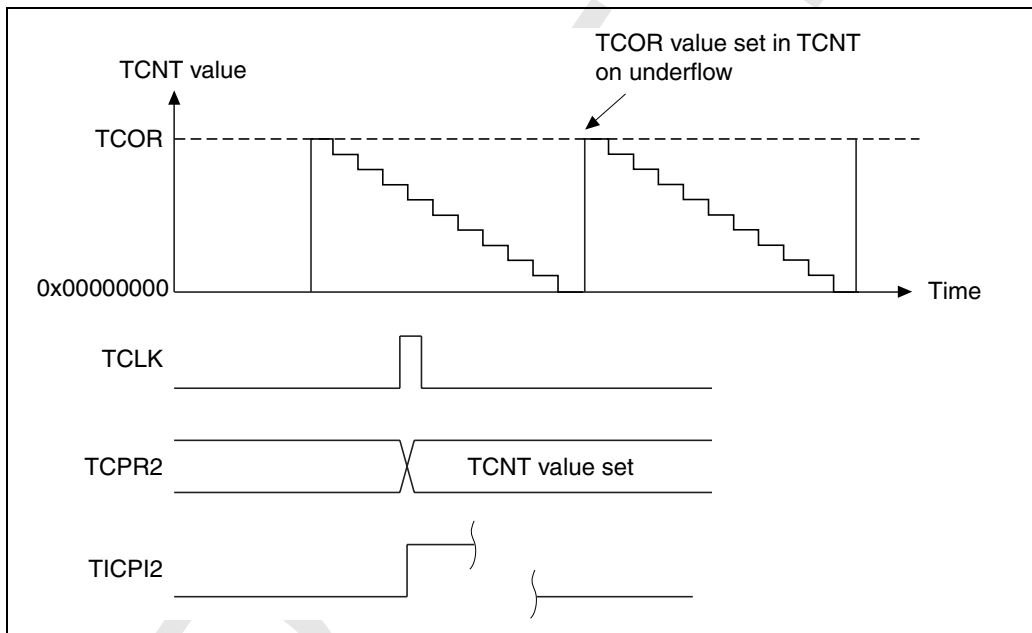 TCOR value set in TCNT
on underflow
TCNT value
TCOR
0x00000000
Time
TCLK
TCPR2
TCNT value set
TICPI2